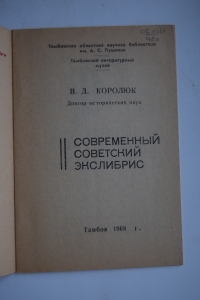 Тамбовская областная научная библиотека
им. А. С. Пушкина
Тамбовский литературный
музей
В. Д. КОРОЛЮК
Доктор исторических наук
СОВРЕМЕННЫЙ
СОВЕТСКИЙ
ЭКСЛИБРИС
Тамбов 1968 г.